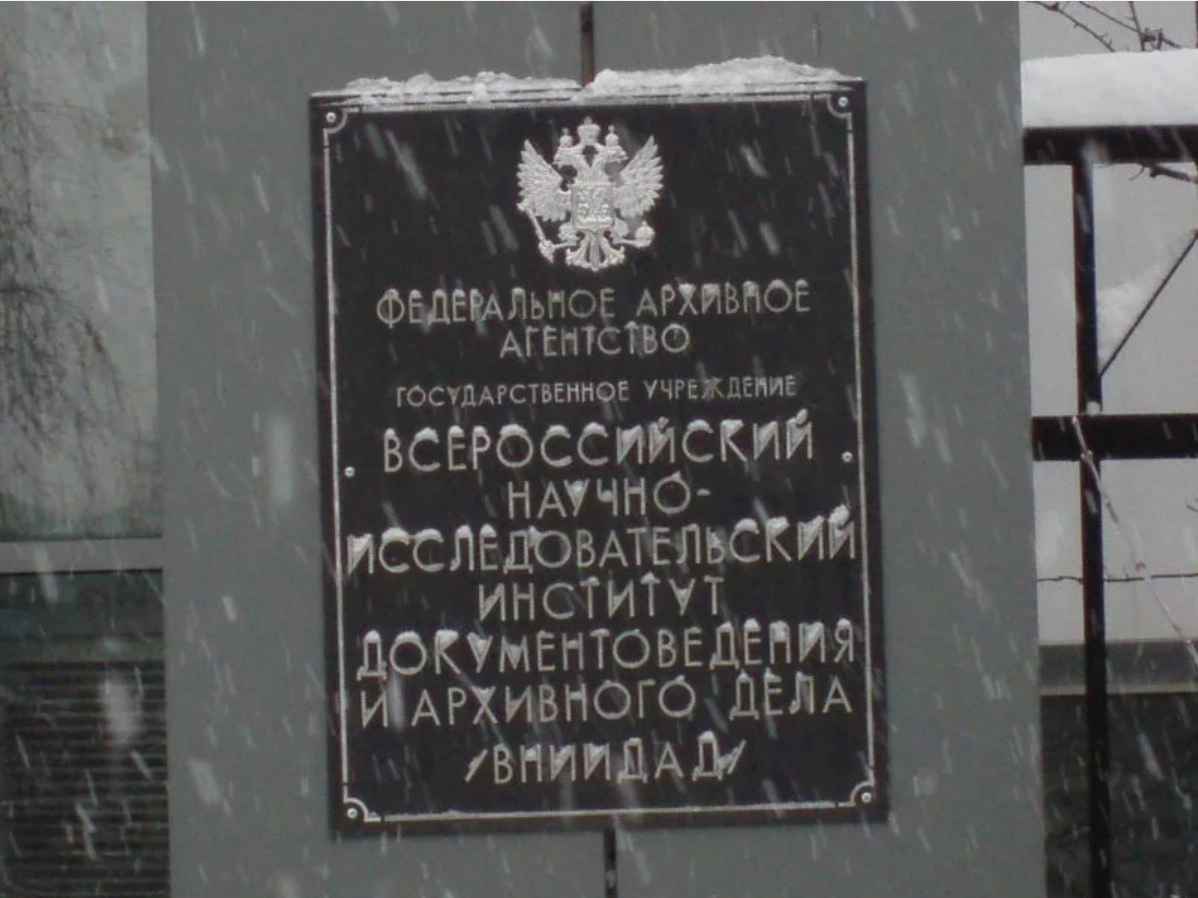 ФЕДЕРАЛЬНОЕ АРХИВНОЕ
АГЕНТСТВО
ГОСУДАРСТВЕННОЕ УЧРЕЖДЕНИЕ
ВСЕРОССИЙСКИЙ
НАУЧНО-
ИССЛЕДОВАТЕЛЬСКИЙ
ИНСТИТУТ
ДОКУМЕНТОВЕДЕНИЯ
И АРХИВНОГО ДЕЛА
/ВНИИДАД/